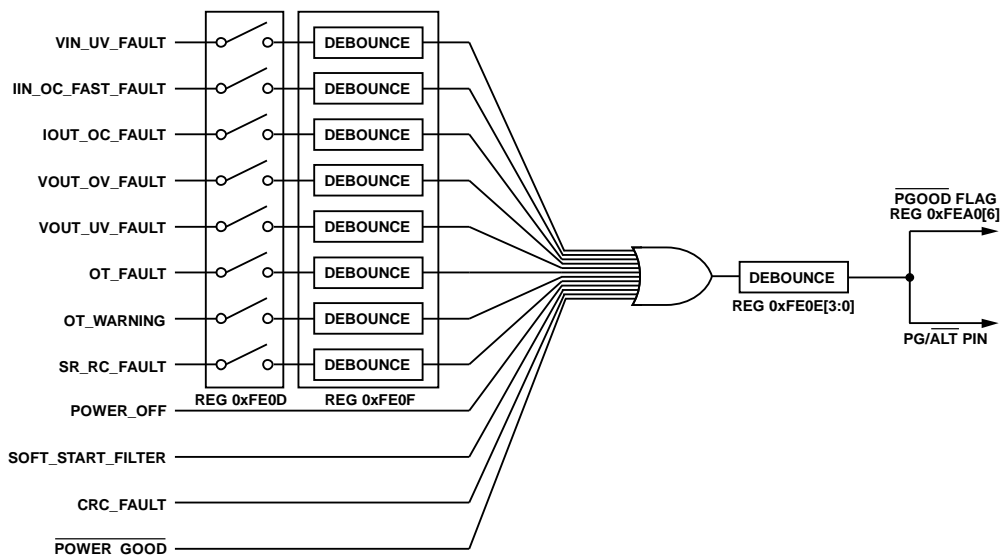 VIN_UV_FAULT
DEBOUNCE
IIN_OC_FAST_FAULT
DEBOUNCE
IOUT_OC_FAULT
DEBOUNCE
VOUT_OV_FAULT
DEBOUNCE
VOUT_UV_FAULT
DEBOUNCE
OT_FAULT
DEBOUNCE
OT_WARNING
DEBOUNCE
SR_RC_FAULT
DEBOUNCE
REG 0xFE0D
REG 0xFE0F
POWER_OFF
SOFT_START_FILTER
CRC_FAULT
POWER_GOOD
DEBOUNCE
REG 0xFE0E[3:0]
PGOOD FLAG
REG 0xFEA0[6]
PG/ALT PIN